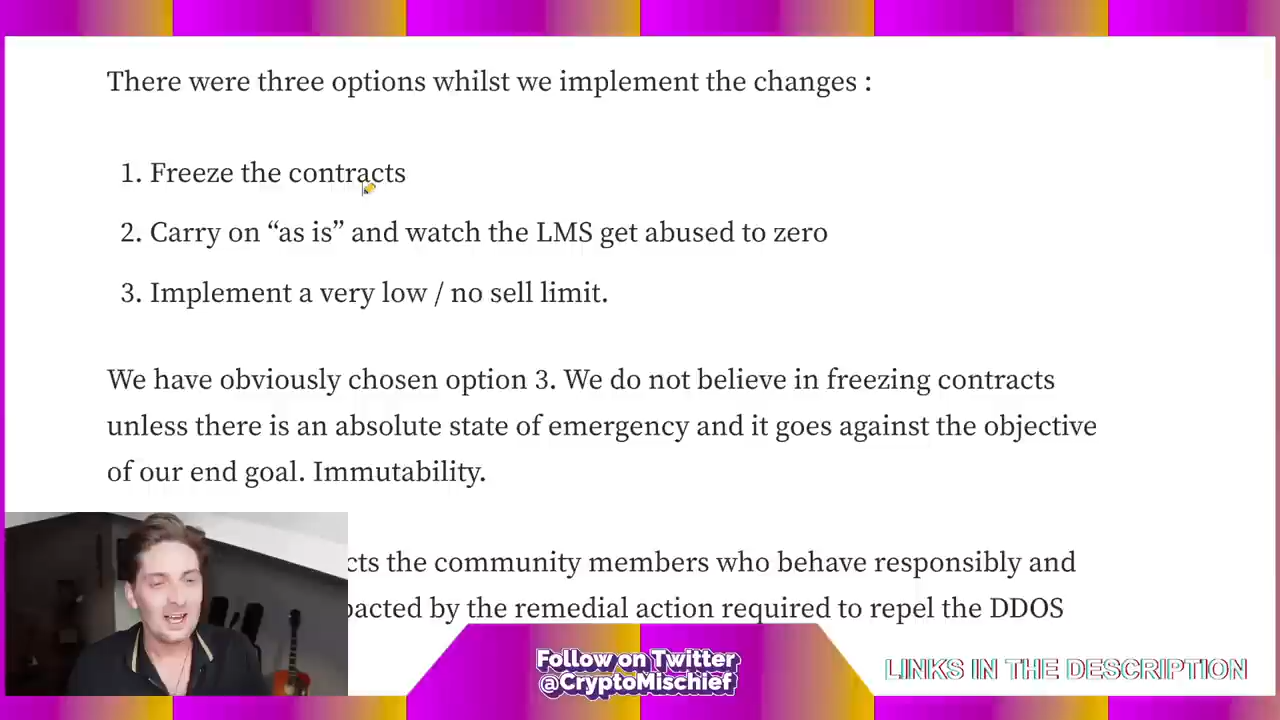 There were three options whilst we implement the changes :
1. Freeze the contracts
2. Carry on “as is” and watch the LMS get abused to zero
3. Implement a very low / no sell limit.
We have obviously chosen option 3. We do not believe in freezing contracts
unless there is an absolute state of emergency and it goes against the objective
of our end goal. Immutability.
the community members who behave responsibly and
by the remedial action required to repel the DDOS
Follow on Twitter
@CryptoMischief
LINKS IN THE DESCRIPTION